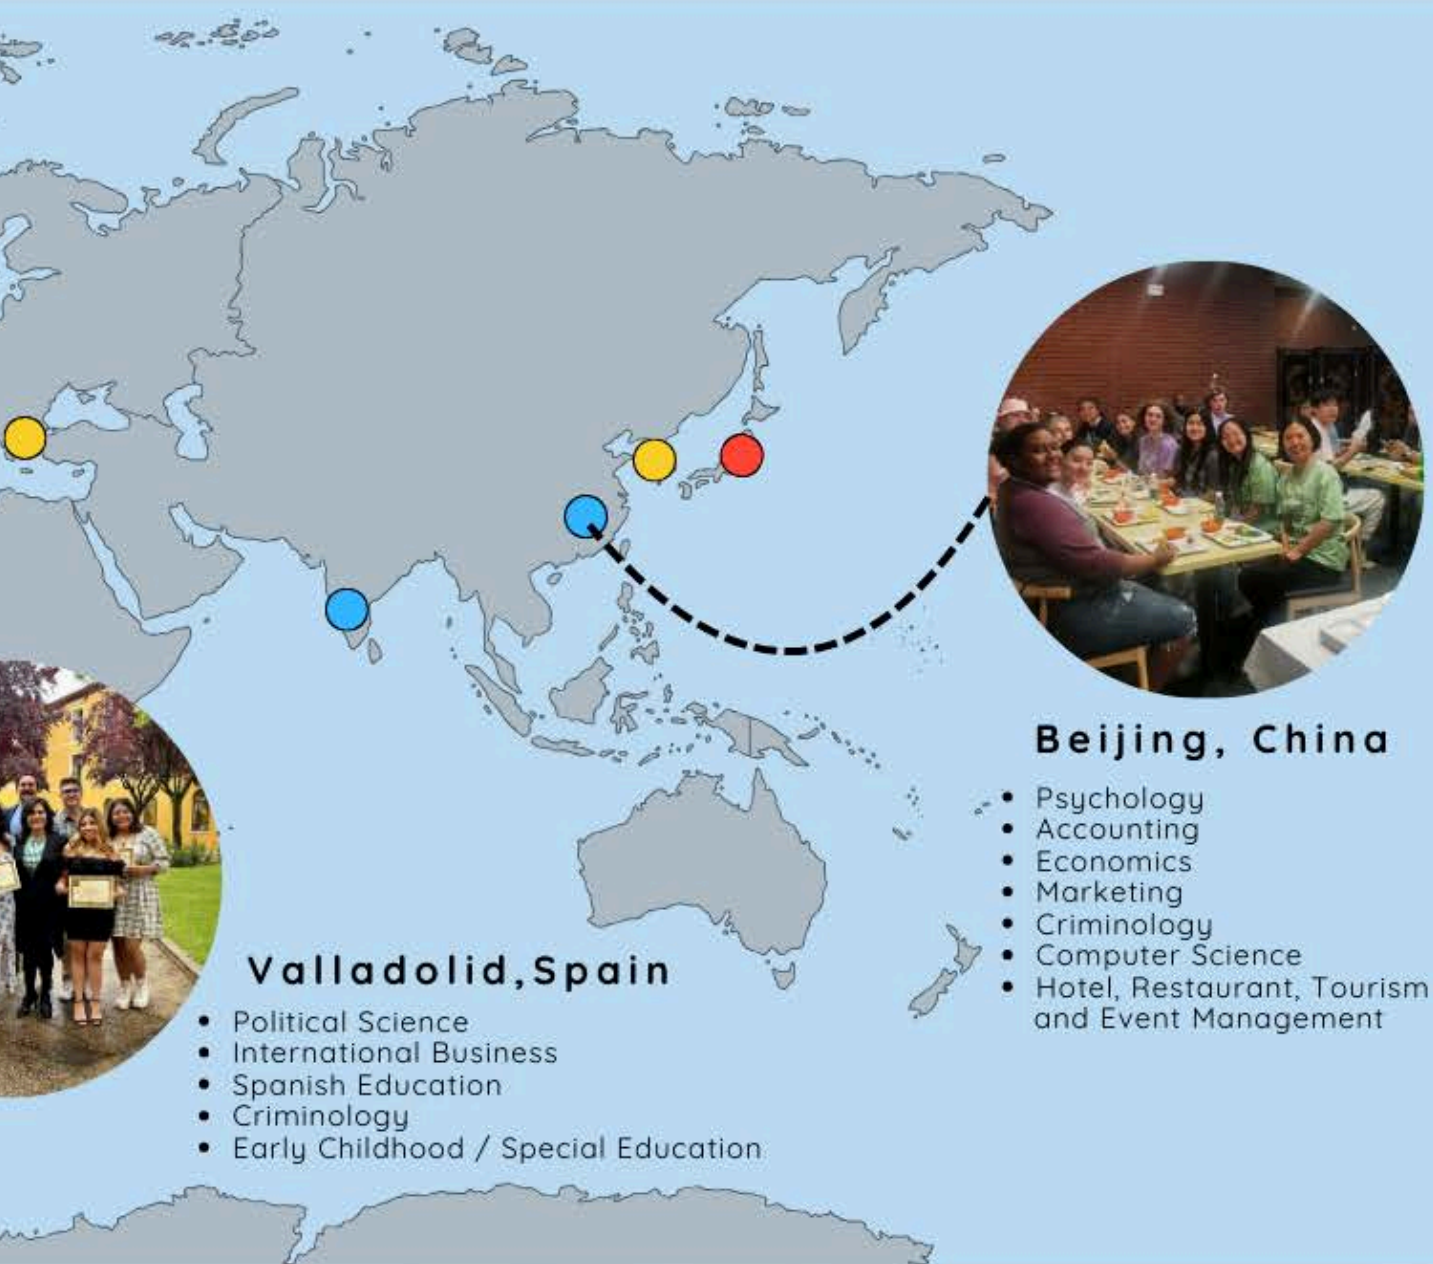 Beijing, China
• Psychology
• Accounting
• Economics
• Marketing
• Criminology
• Computer Science
• Hotel, Restaurant, Tourism
and Event Management
Valladolid,Spain
• Political Science
• International Business
• Spanish Education
• Criminology
• Early Childhood / Special Education